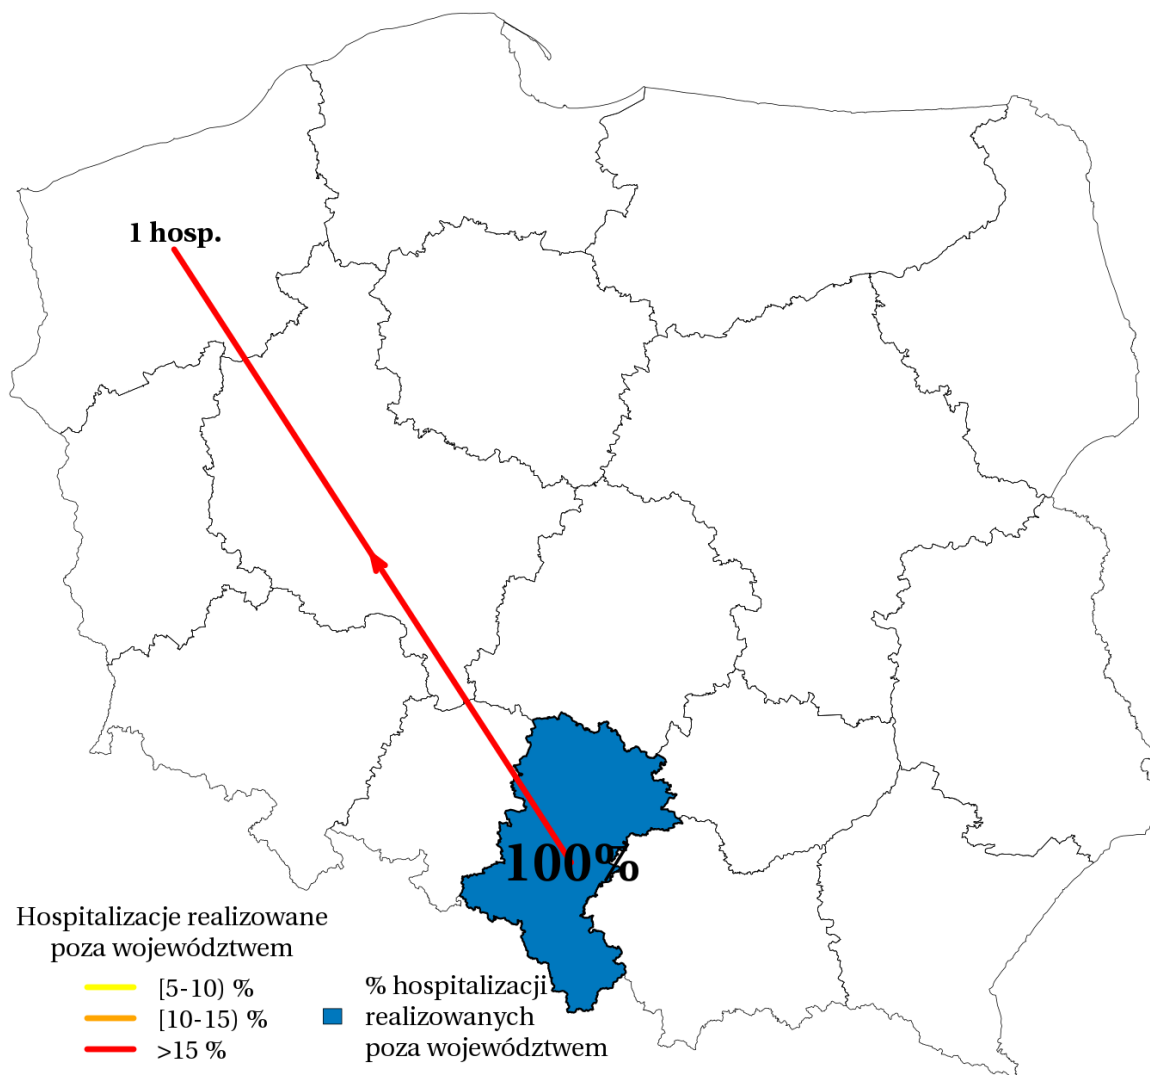 1 hosp.
100%
Hospitalizacje realizowane
poza województwem
[5-10) %
[10-15) %
>15 %
% hospitalizacji
realizowanych
poza województwem